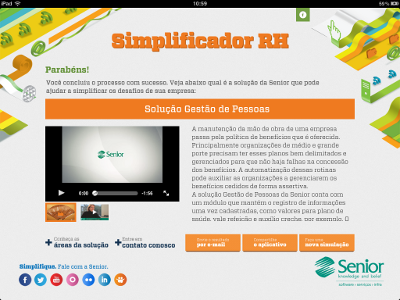 iPad
10:59
55%
Simplificador RH
Parabéns!
Você concluiu o processo com sucesso. Veja abaixo qual é a solução da Senior que pode
ajudar a simplificar os desafios de sua empresa:
Solução Gestão de Pessoas
A manutenção da mão de obra de uma empresa
passa pela política de benefícios que é oferecida.
Principalmente organizações de médio e grande
porte precisam ter esses planos bem delimitados e
gerenciados para que não haja falhas na concessão
dos benefícios. A automatização dessas rotinas
pode auxiliar as organizações a gerenciarem os
benefícios cedidos de forma assertiva.
A solução Gestão de Pessoas da Senior conta com
um módulo que mantém o registro de informações
uma vez cadastradas, como valores para plano de
saúde, vale refeição e auxílio creche, por exemplo. O
Senior
0:00
-1:56
Conheça as
áreas da solução
Entre em
contato conosco
por e-mail
o aplicativo
nova simulação
Simplifique. Fale com a Senior.
Senior
knowledge and belief
software · serviços · infra